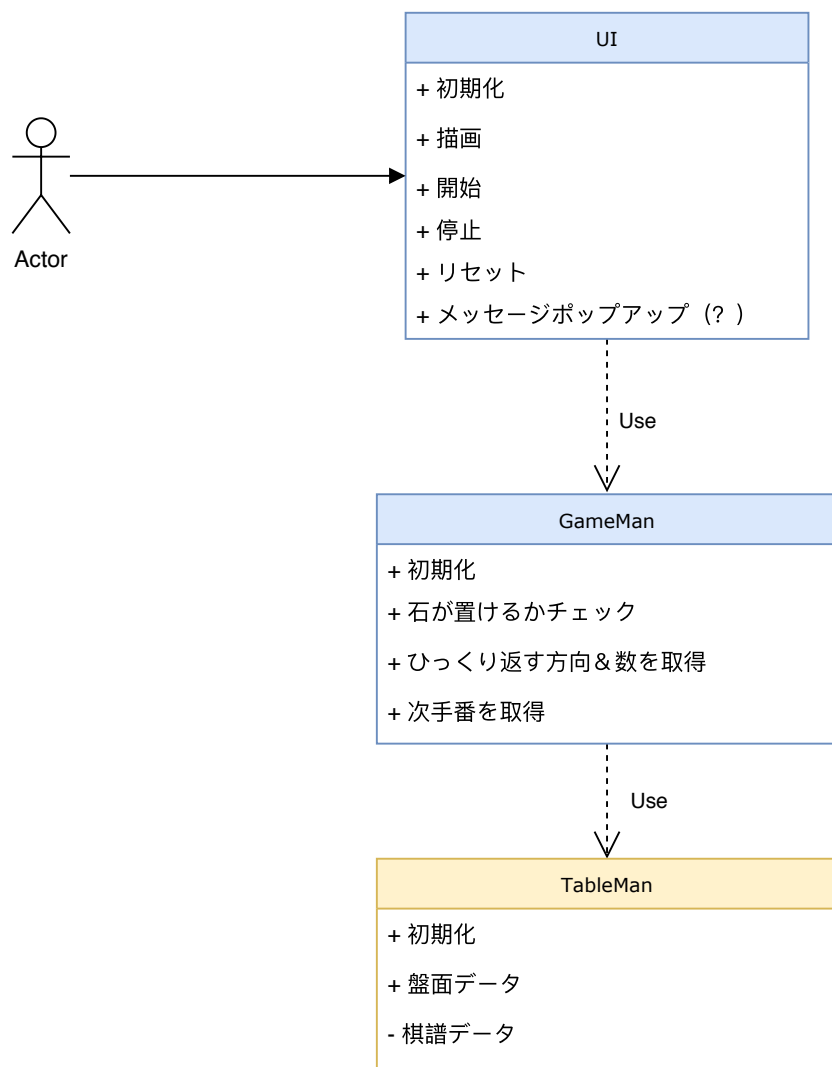 UI
+ 初期化
+ 描画
+ 開始
+ 停止
+ リセット
+ メッセージポップアップ（？）
Actor
Use
GameMan
+ 初期化
+ 石が置けるかチェック
+ ひっくり返す方向＆数を取得
+ 次手番を取得
Use
TableMan
+ 初期化
+ 盤面データ
- 棋譜データ